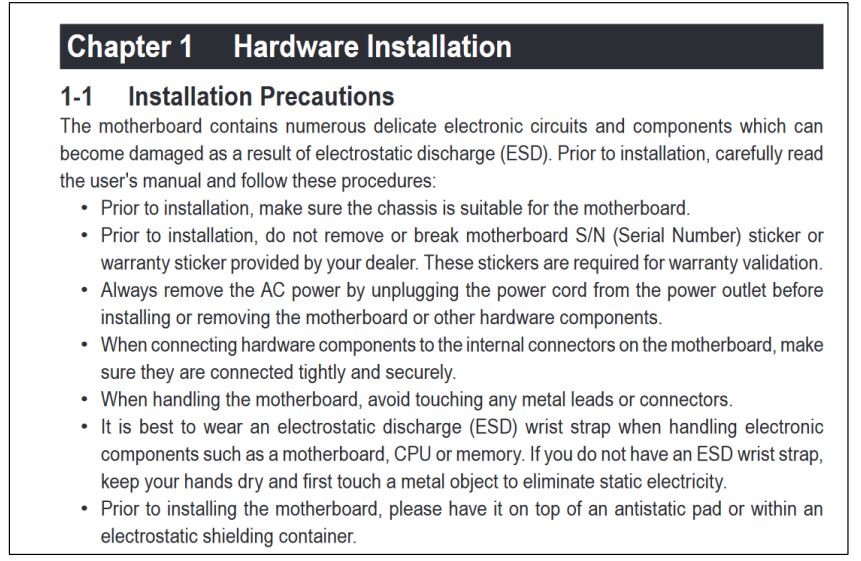 Chapter 1 Hardware Installation
1-1 Installation Precautions
The motherboard contains numerous delicate electronic circuits and components which can
become damaged as a result of electrostatic discharge (ESD). Prior to installation, carefully read
the user's manual and follow these procedures:
• Prior to installation, make sure the chassis is suitable for the motherboard.
• Prior to installation, do not remove or break motherboard S/N (Serial Number) sticker or
warranty sticker provided by your dealer. These stickers are required for warranty validation.
• Always remove the AC power by unplugging the power cord from the power outlet before
installing or removing the motherboard or other hardware components.
• When connecting hardware components to the internal connectors on the motherboard, make
sure they are connected tightly and securely.
• When handling the motherboard, avoid touching any metal leads or connectors.
• It is best to wear an electrostatic discharge (ESD) wrist strap when handling electronic
components such as a motherboard, CPU or memory. If you do not have an ESD wrist strap,
keep your hands dry and first touch a metal object to eliminate static electricity.
• Prior to installing the motherboard, please have it on top of an antistatic pad or within an
electrostatic shielding container.